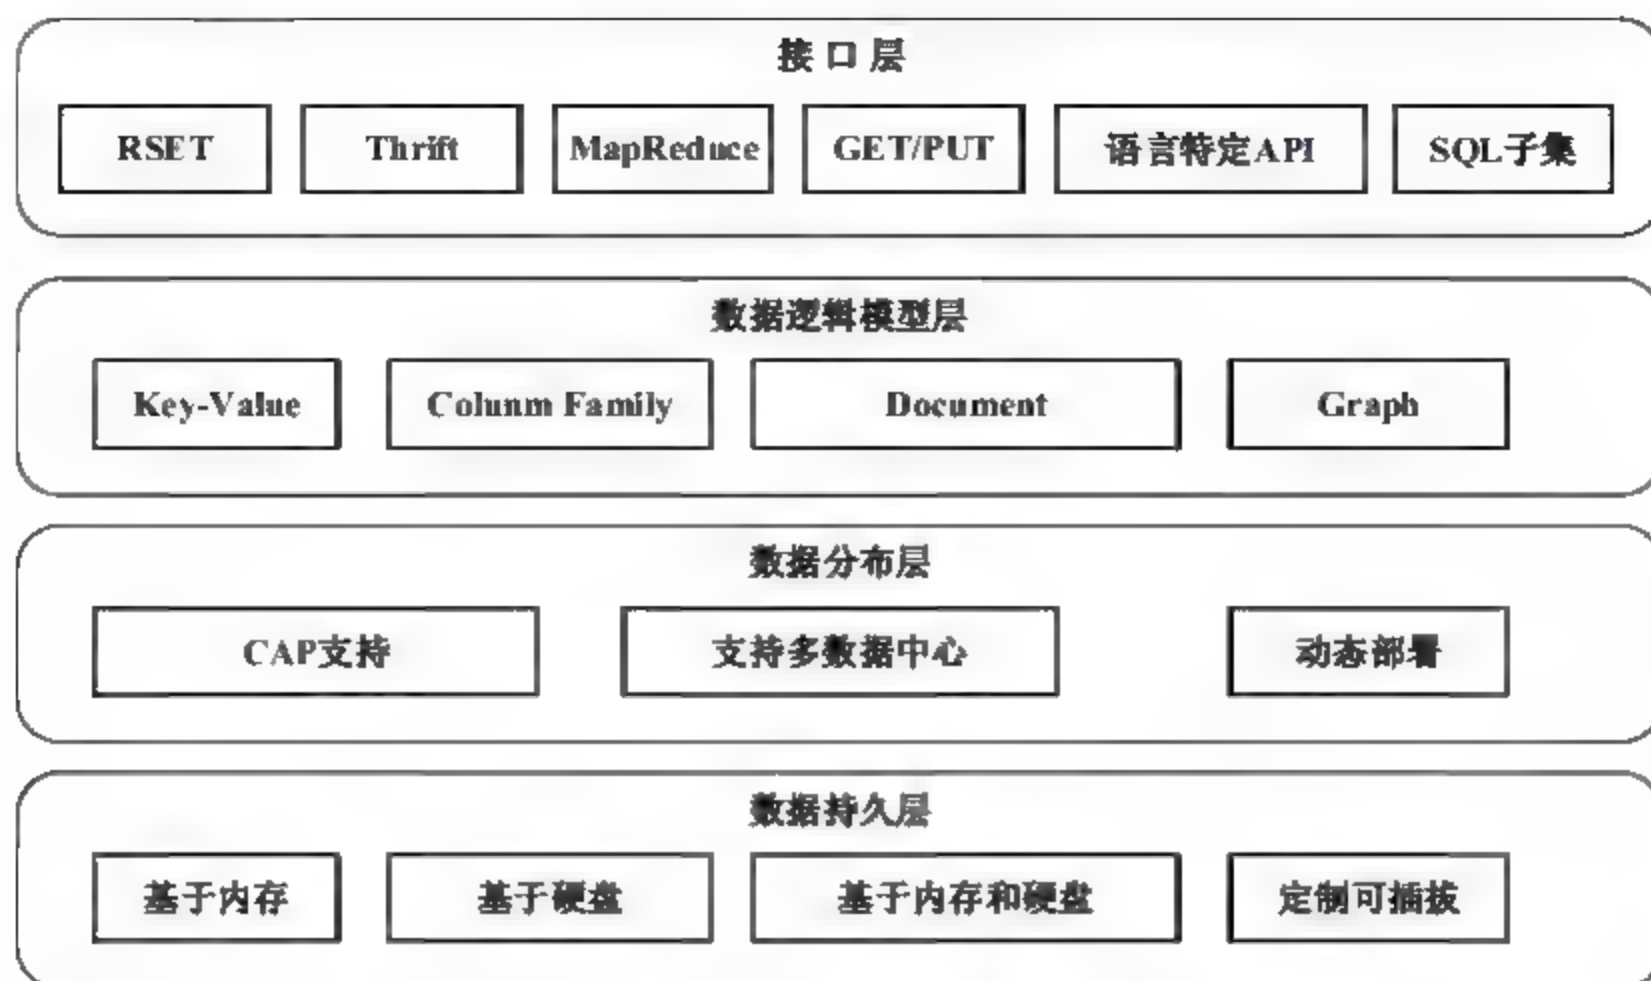 接口层
RSET Thrift MapReduce GET/PUT 语言特定API SQL子集
数据逻辑模型层
Key-Value Colunm Family Document Graph
数据分布层
CAP支持 支持多数据中心 动态部署
数据持久层
基于内存 基于硬盘 基于内存和硬盘 定制可插拔